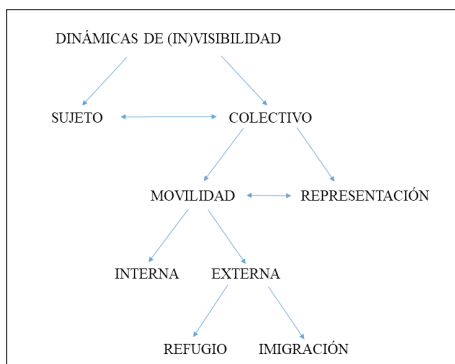 DINÁMICAS DE (IN)VISIBILIDAD
SUJETO COLECTIVO
MOVILIDAD REPRESENTACIÓN
INTERNA EXTERNA
REFUGIO IMIGRACIÓN